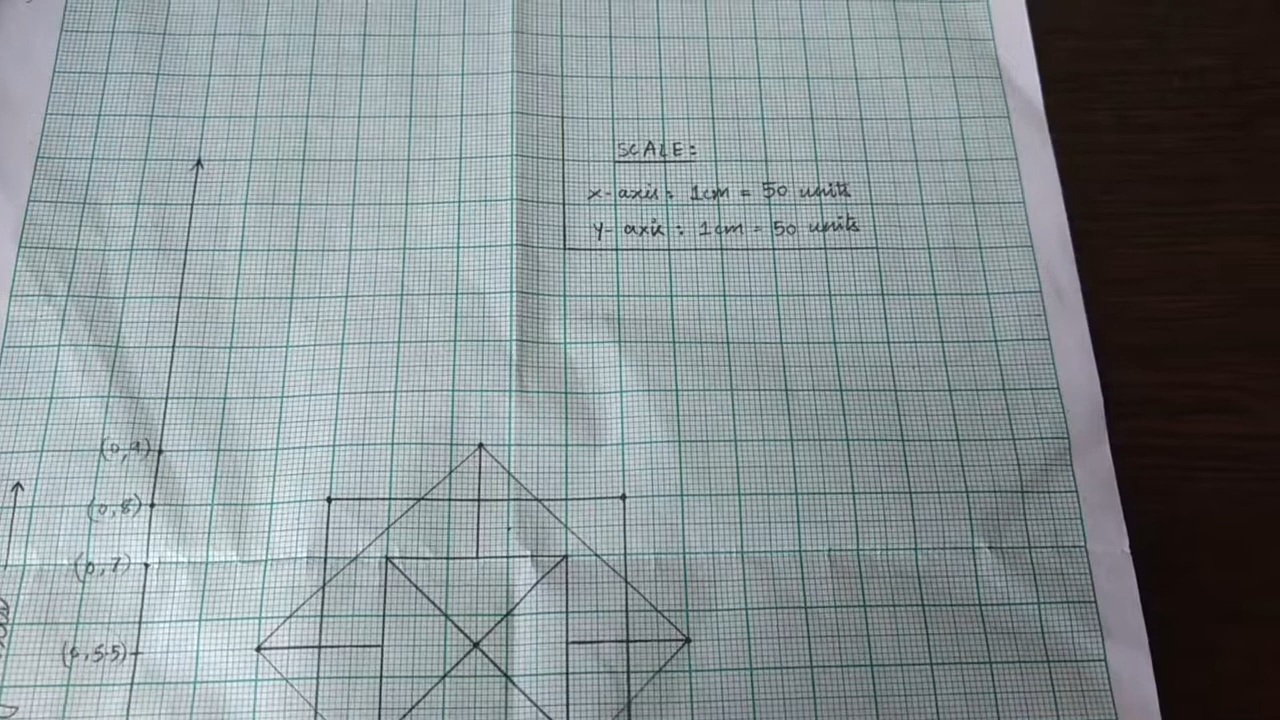 SCALE:
x-axis: 1cm = 50 units
y-axis: 1cm = 50 units
(0,9)
(0,8)
(0,7)
(0,5.5)